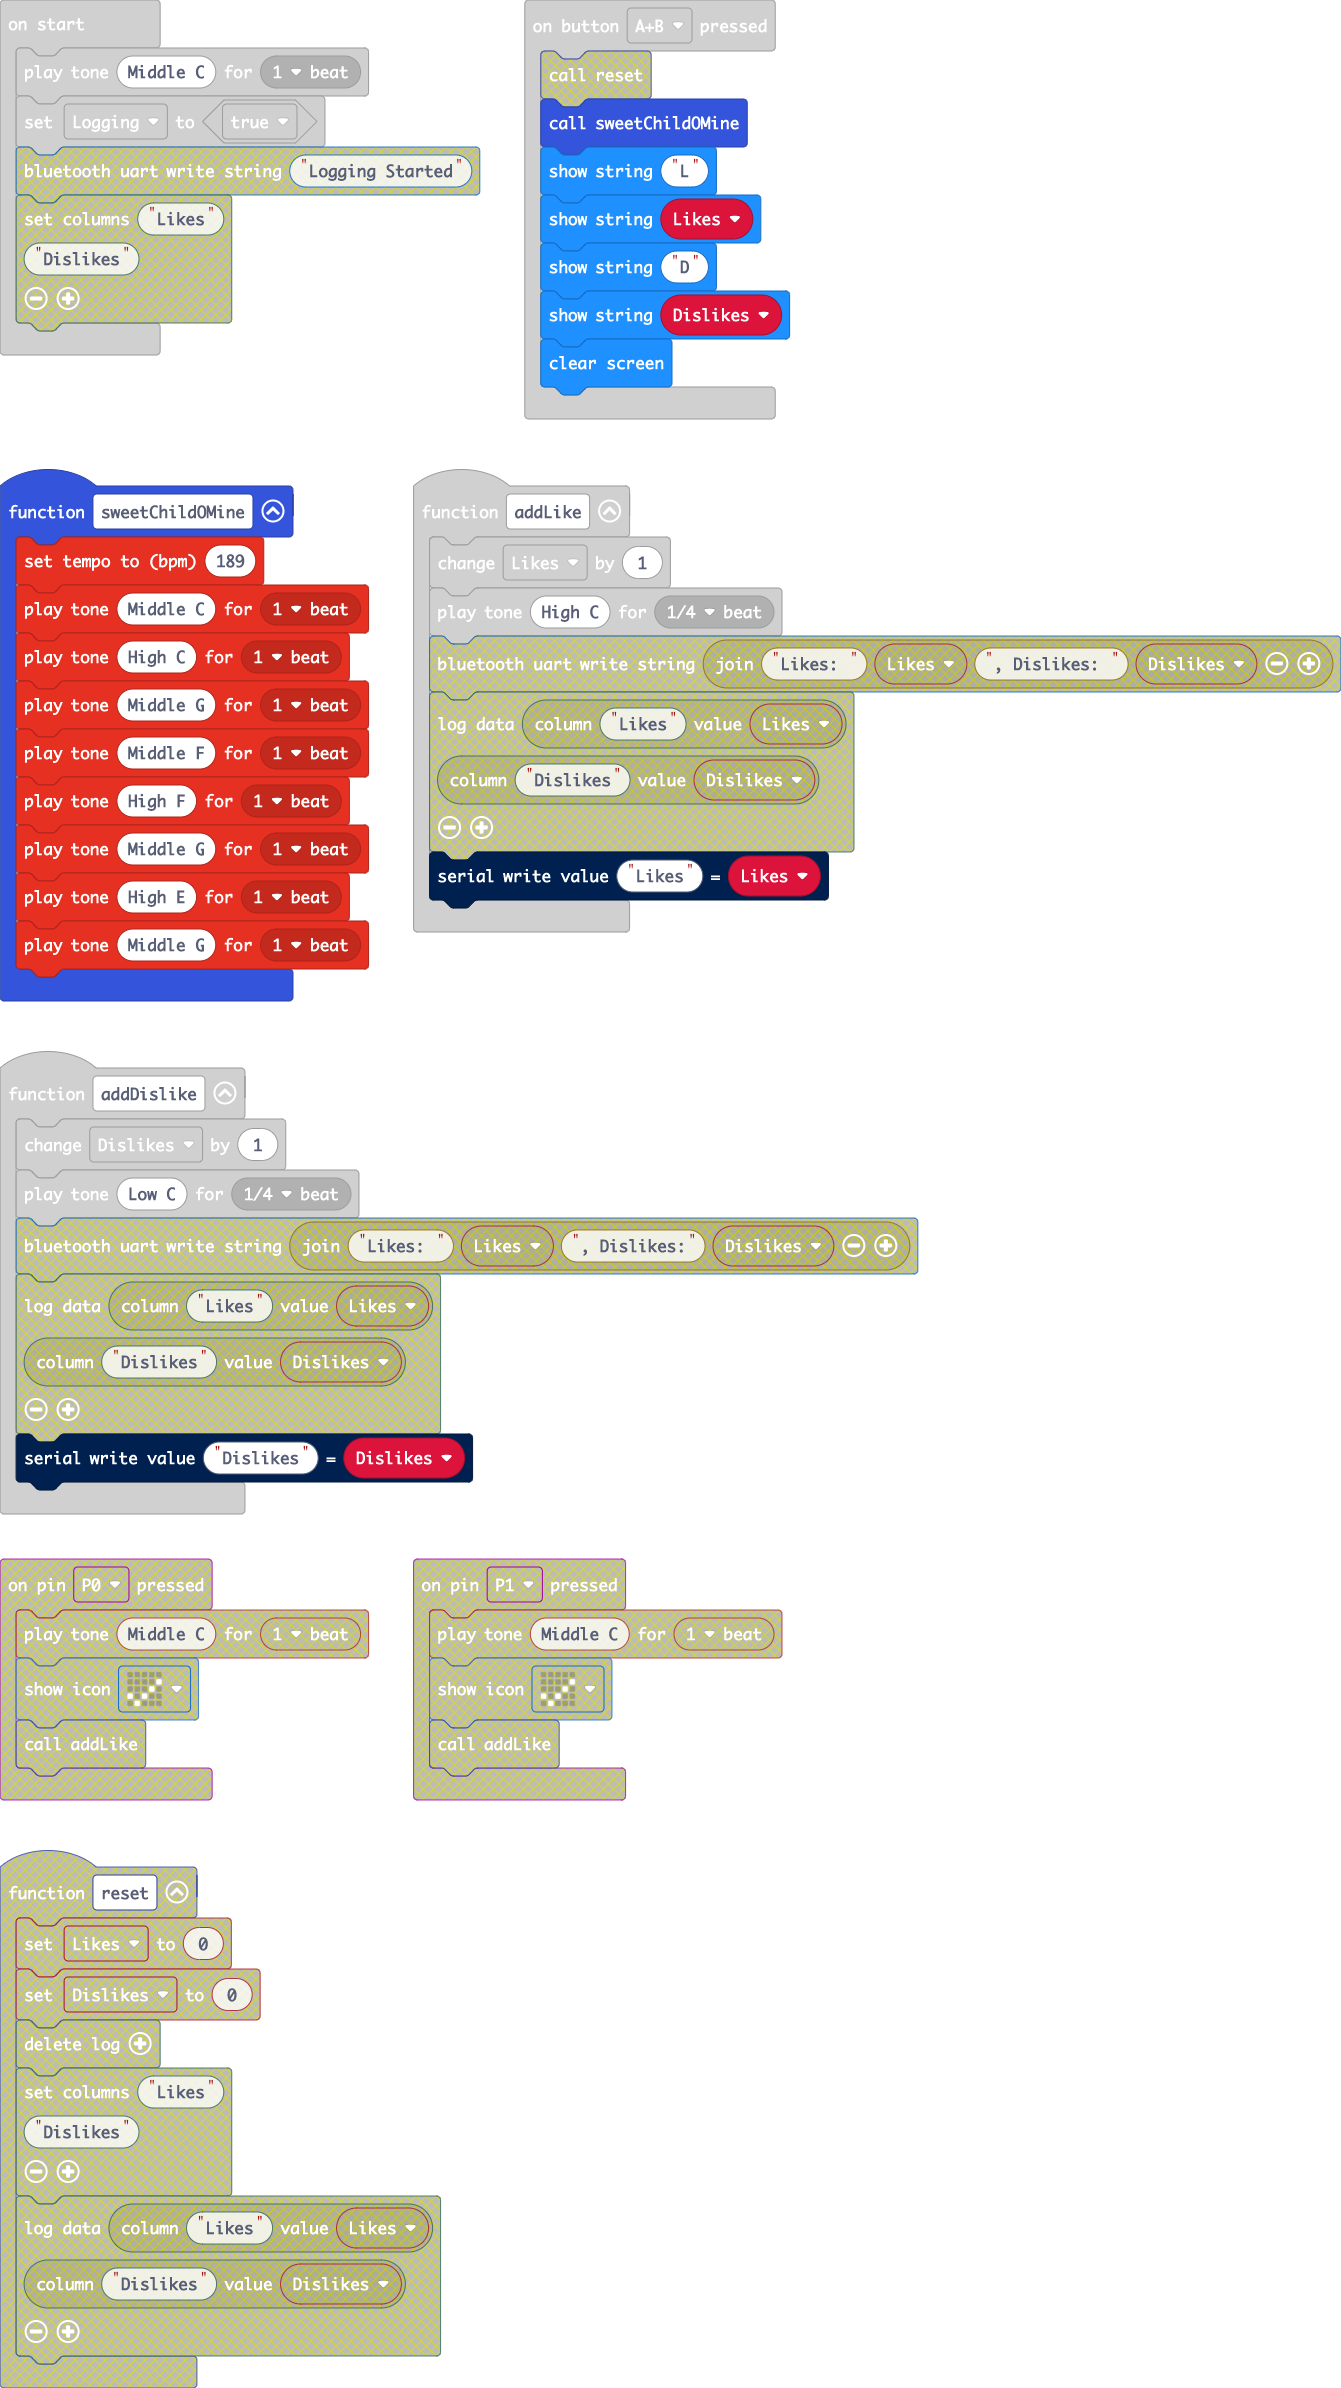 on start
play tone Middle C for 1 beat
set Logging to true
bluetooth uart write string "Logging Started"
set columns "Likes"
"Dislikes"
on button A+B pressed
call reset
call sweetChildOMine
show string "L"
show string Likes
show string "D"
show string Dislikes
clear screen
function sweetChildOMine
set tempo to (bpm) 189
play tone Middle C for 1 beat
play tone High C for 1 beat
play tone Middle G for 1 beat
play tone Middle F for 1 beat
play tone High F for 1 beat
play tone Middle G for 1 beat
play tone High E for 1 beat
play tone Middle G for 1 beat
function addLike
change Likes by 1
play tone High C for 1/4 beat
bluetooth uart write string join "Likes: " Likes ", Dislikes: " Dislikes
log data column "Likes" value Likes
column "Dislikes" value Dislikes
serial write value "Likes" = Likes
function addDislike
change Dislikes by 1
play tone Low C for 1/4 beat
bluetooth uart write string join "Likes: " Likes ", Dislikes:" Dislikes
log data column "Likes" value Likes
column "Dislikes" value Dislikes
serial write value "Dislikes" = Dislikes
on pin P0 pressed
play tone Middle C for 1 beat
show icon
call addLike
on pin P1 pressed
play tone Middle C for 1 beat
show icon
call addLike
function reset
set Likes to 0
set Dislikes to 0
delete log
set columns "Likes"
"Dislikes"
log data column "Likes" value Likes
column "Dislikes" value Dislikes